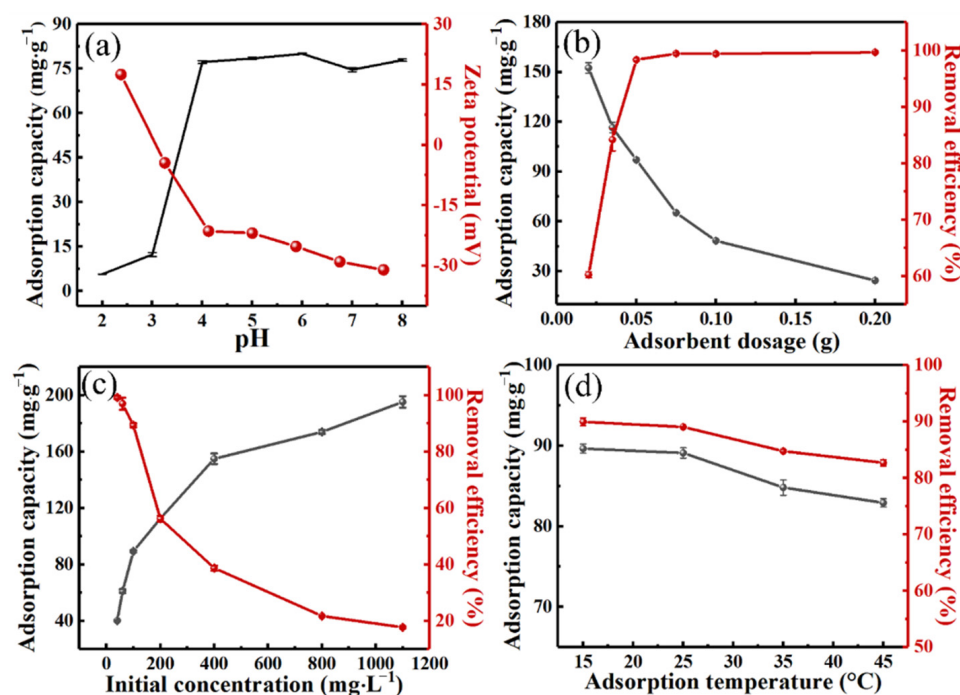 (a)
Adsorption capacity (mg·g⁻¹)
90
75
60
45
30
15
0
2 3 4 5 6 7 8
pH
30
15
0
-15
-30
Zeta potential (mV)
(b)
Adsorption capacity (mg·g⁻¹)
180
150
120
90
60
30
0.00 0.05 0.10 0.15 0.20
Adsorbent dosage (g)
100
90
80
70
60
Removal efficiency (%)
(c)
Adsorption capacity (mg·g⁻¹)
200
160
120
80
40
0 200 400 600 800 1000 1200
Initial concentration (mg·L⁻¹)
100
80
60
40
20
Removal efficiency (%)
(d)
Adsorption capacity (mg·g⁻¹)
100
90
80
70
15 20 25 30 35 40 45
Adsorption temperature (°C)
100
90
80
70
60
50
Removal efficiency (%)